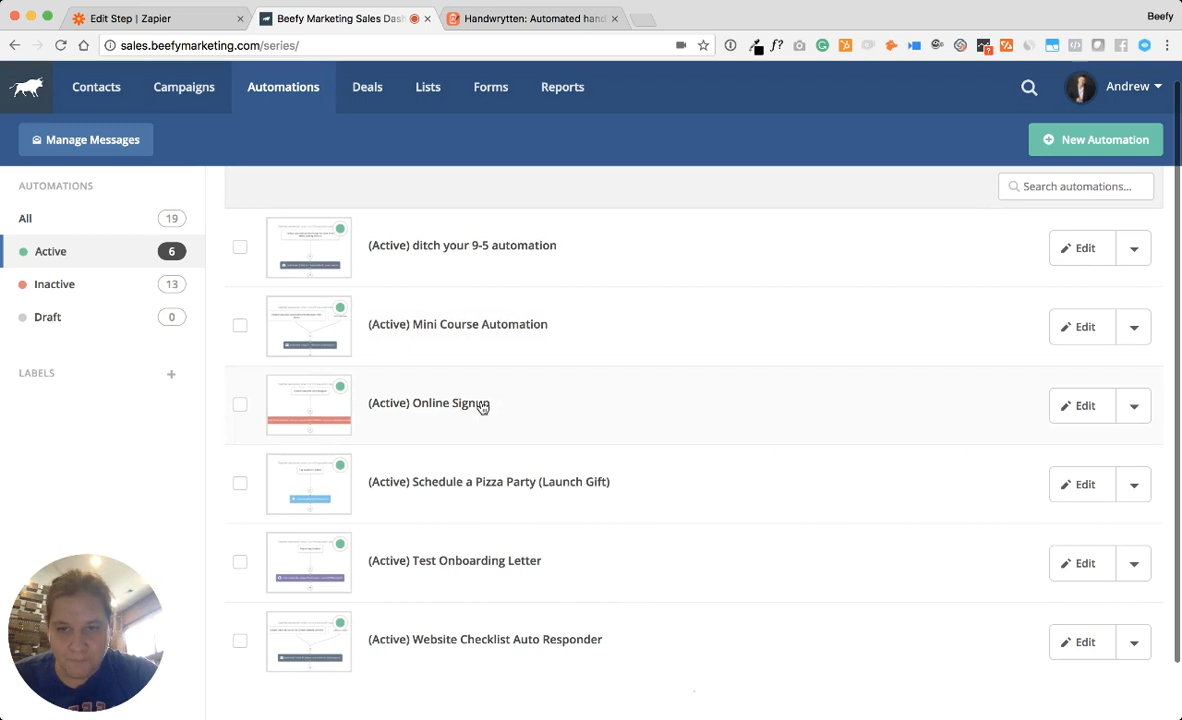 Edit Step | Zapier
Beefy Marketing Sales Das
Handwrytten: Automated hand
Beefy
sales.beefymarketing.com/series/
f?
Contacts
Campaigns
Automations
Deals
Lists
Forms
Reports
Andrew
Manage Messages
New Automation
AUTOMATIONS
Search automations...
All 19
Active 6
Inactive 13
Draft 0
LABELS +
(Active) ditch your 9-5 automation
Edit
(Active) Mini Course Automation
Edit
(Active) Online Signup
Edit
(Active) Schedule a Pizza Party (Launch Gift)
Edit
(Active) Test Onboarding Letter
Edit
(Active) Website Checklist Auto Responder
Edit